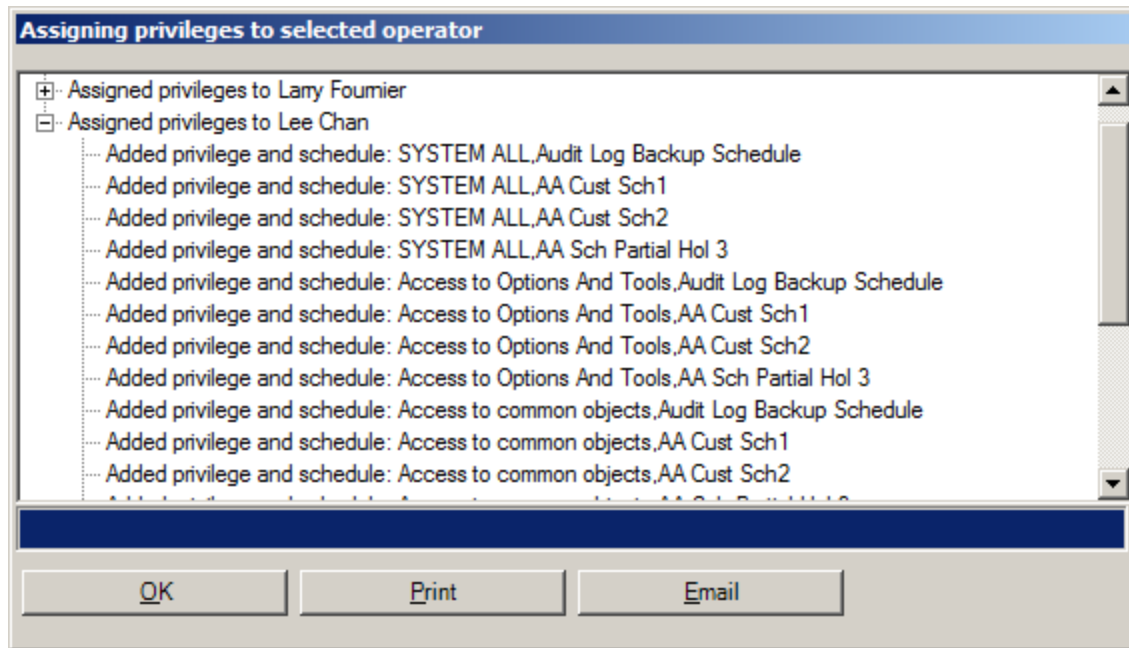 Assigning privileges to selected operator
Assigned privileges to Larry Fournier
Assigned privileges to Lee Chan
Added privilege and schedule: SYSTEM ALL,Audit Log Backup Schedule
Added privilege and schedule: SYSTEM ALL,AA Cust Sch1
Added privilege and schedule: SYSTEM ALL,AA Cust Sch2
Added privilege and schedule: SYSTEM ALL,AA Sch Partial Hol 3
Added privilege and schedule: Access to Options And Tools,Audit Log Backup Schedule
Added privilege and schedule: Access to Options And Tools,AA Cust Sch1
Added privilege and schedule: Access to Options And Tools,AA Cust Sch2
Added privilege and schedule: Access to Options And Tools,AA Sch Partial Hol 3
Added privilege and schedule: Access to common objects,Audit Log Backup Schedule
Added privilege and schedule: Access to common objects,AA Cust Sch1
Added privilege and schedule: Access to common objects,AA Cust Sch2
OK Print Email